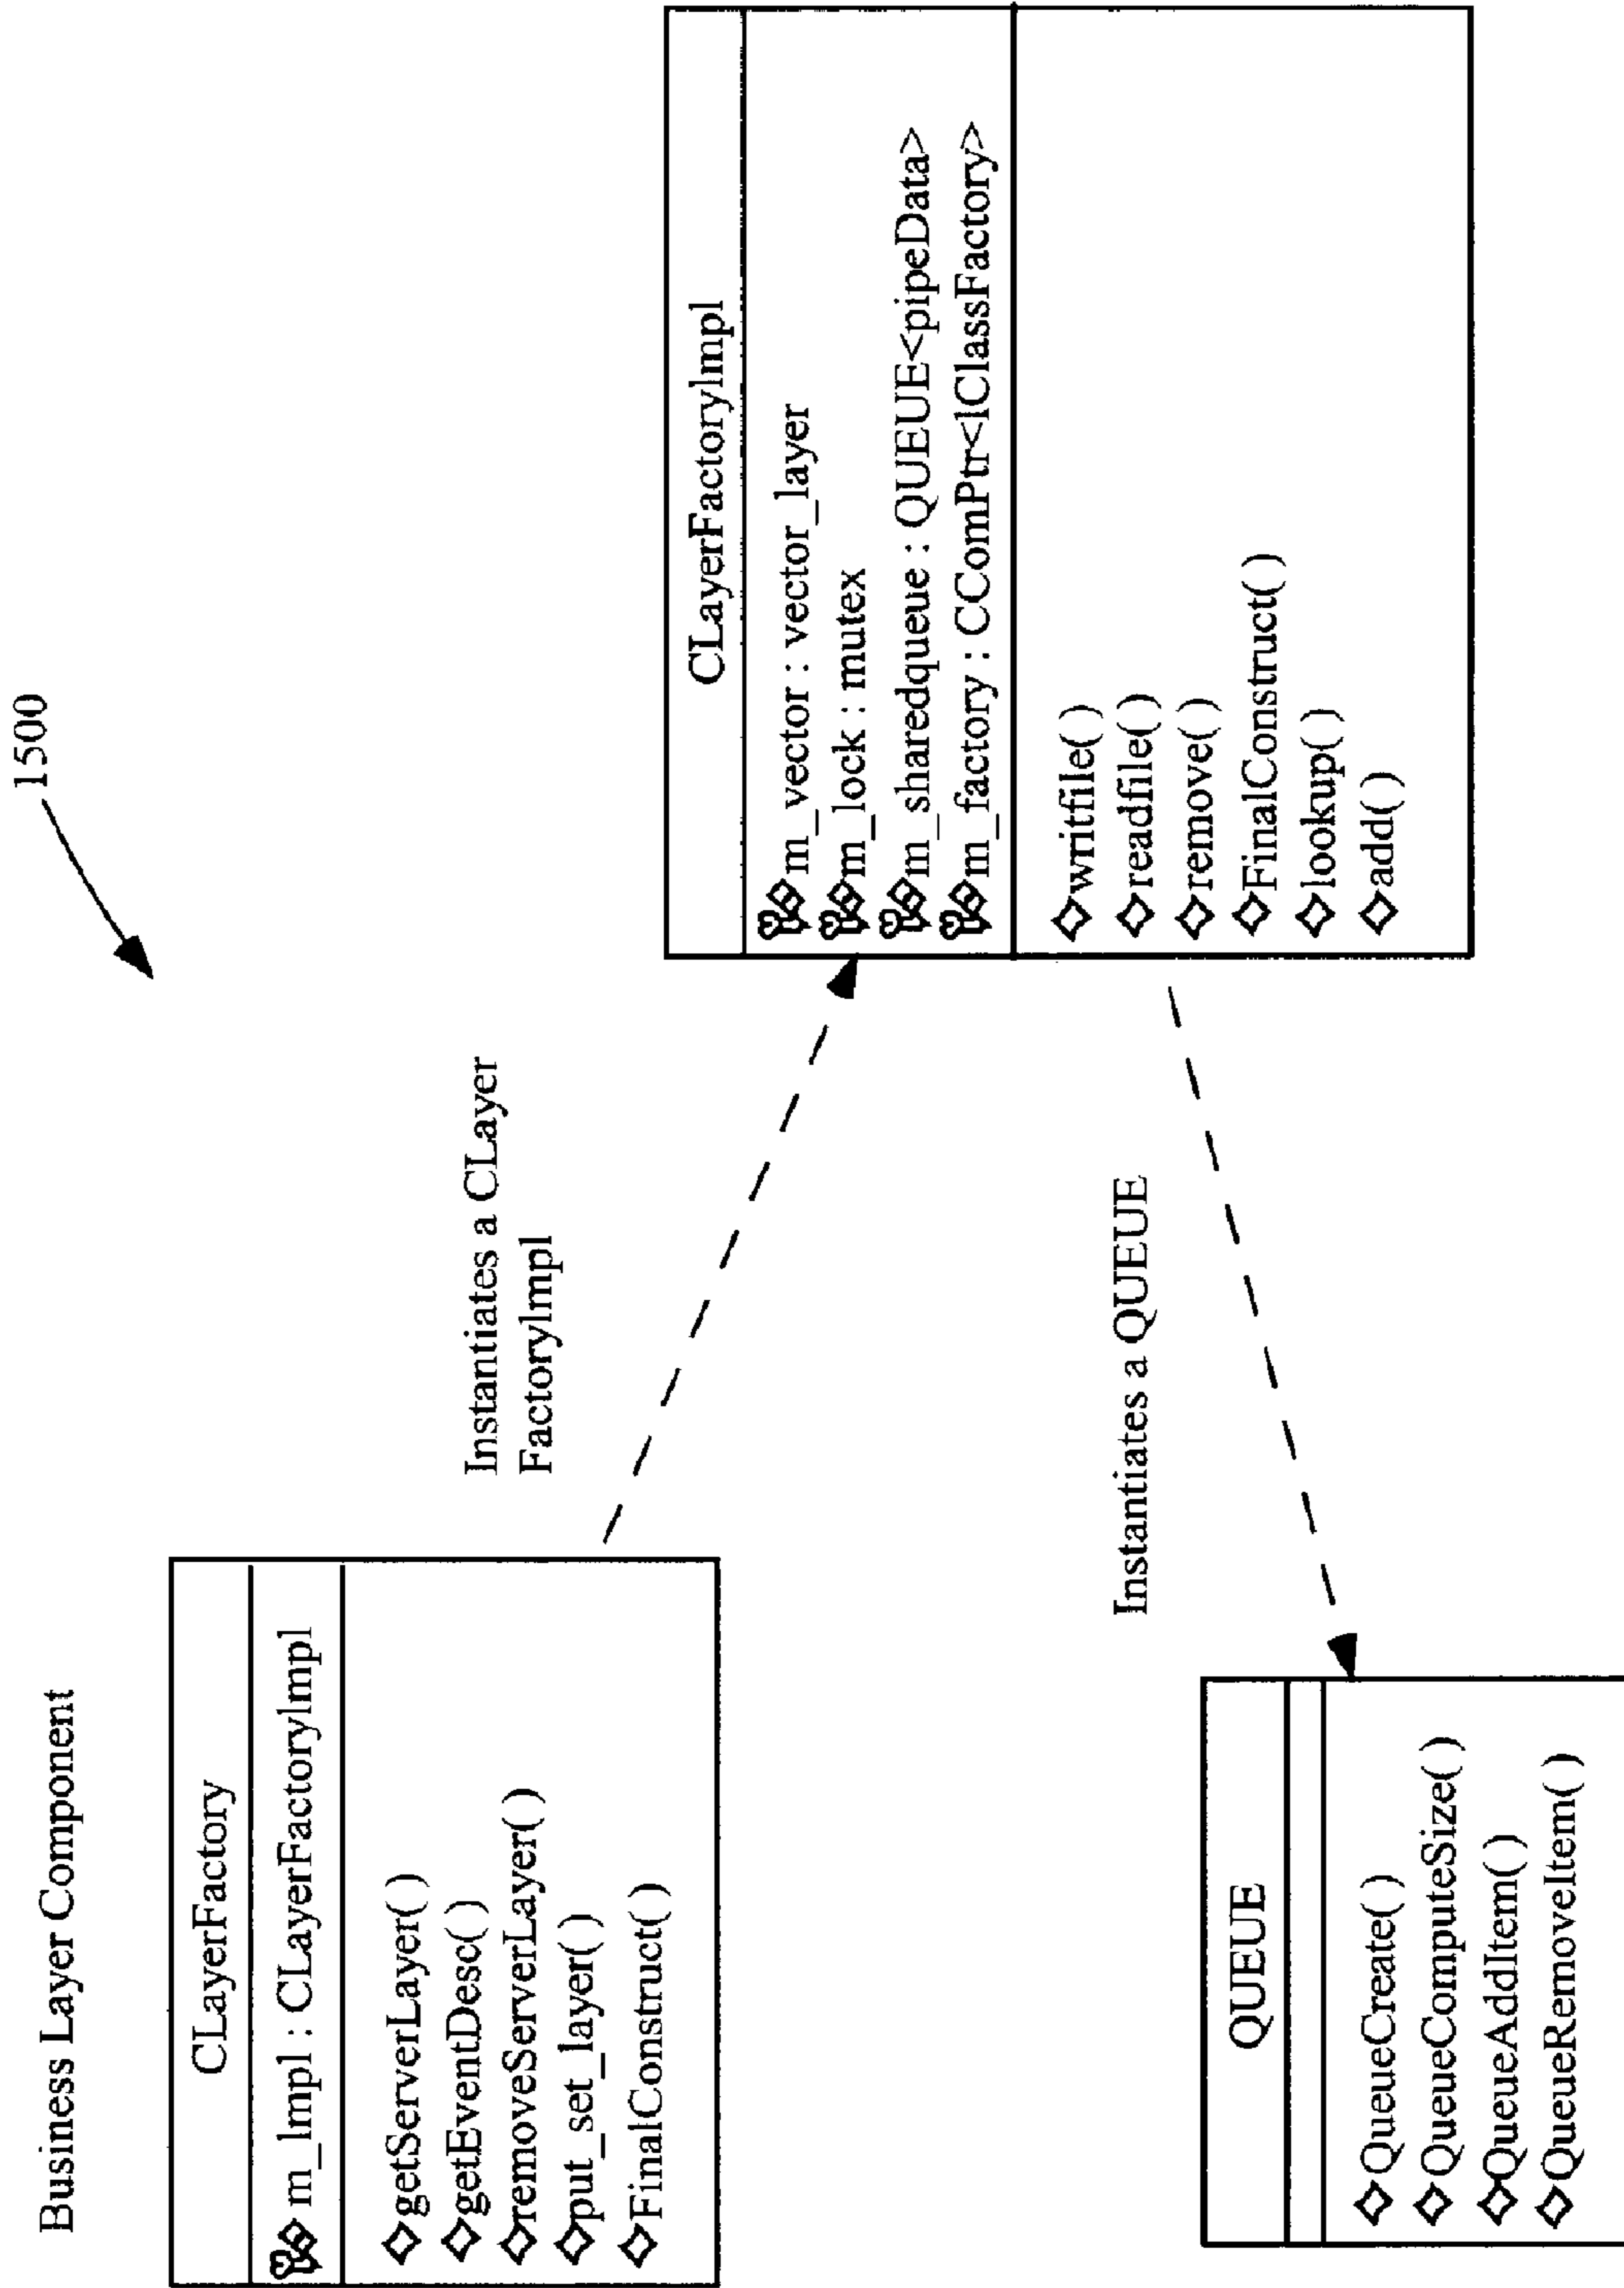 Business Layer Component
1500
CLayerFactory
m_Impl : CLayerFactoryImpl
getServerLayer( )
getEventDesc( )
removeServerLayer( )
put_set_layer( )
FinalConstruct( )
Instantiates a CLayer
FactoryImpl
CLayerFactoryImpl
m_vector : vector_layer
m_lock : mutex
m_sharedqueue : QUEUE<pipeData>
m_factory : CComPtr<IClassFactory>
writfile( )
readfile( )
remove( )
FinalConstruct( )
lookup( )
add( )
Instantiates a QUEUE
QUEUE
QueueCreate( )
QueueComputeSize( )
QueueAddItem( )
QueueRemoveItem( )